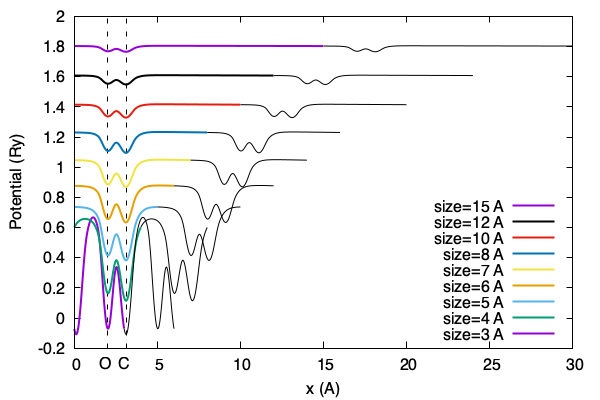 2
1.8
1.6
1.4
1.2
1
0.8
0.6
0.4
0.2
0
-0.2
Potential (Ry)
size=15 A
size=12 A
size=10 A
size=8 A
size=7 A
size=6 A
size=5 A
size=4 A
size=3 A
0 O C 5 10 15 20 25 30
x (A)